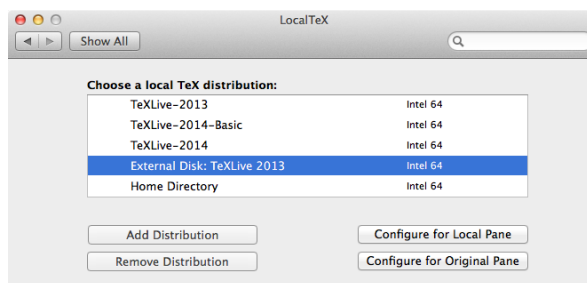 LocalTeX
Show All
Choose a local TeX distribution:
TeXLive-2013 Intel 64
TeXLive-2014-Basic Intel 64
TeXLive-2014 Intel 64
External Disk: TeXLive 2013 Intel 64
Home Directory Intel 64
Add Distribution Configure for Local Pane
Remove Distribution Configure for Original Pane